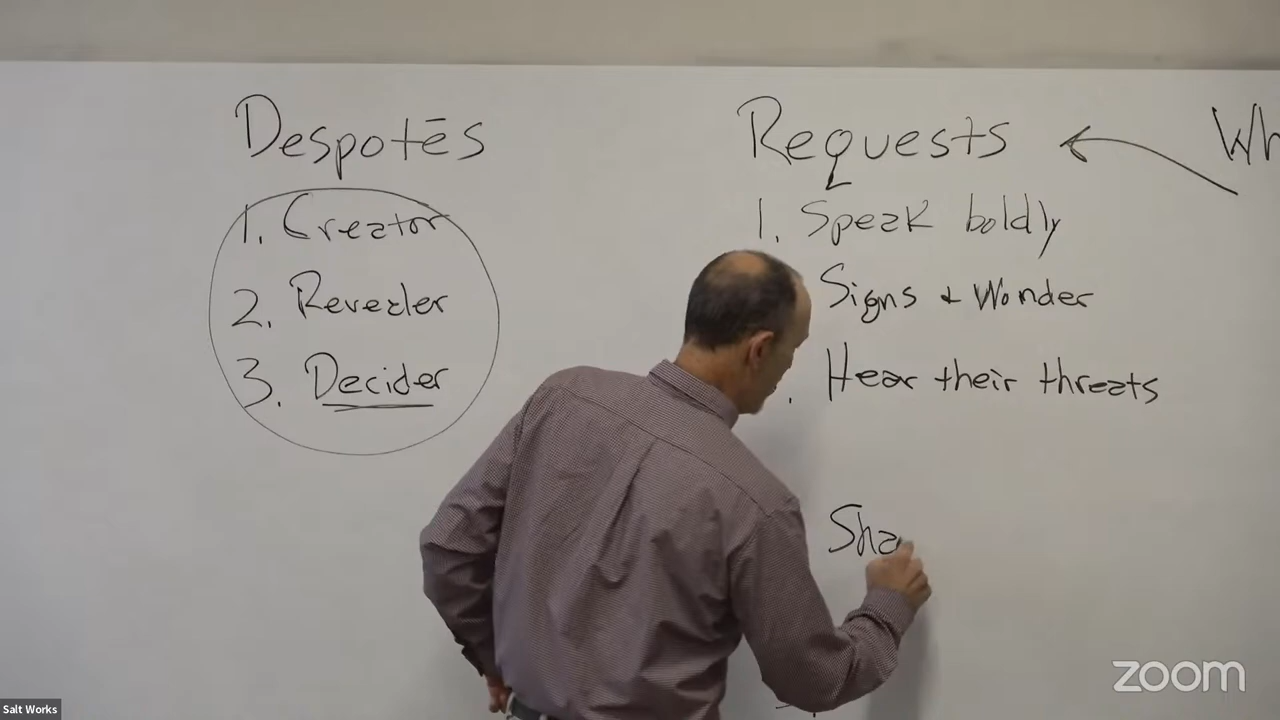 Despotēs
1. Creator
2. Revealer
3. Decider
Requests
1. Speak boldly
Signs + Wonder
Hear their threats
Sha
Wh
zoom
Salt Works